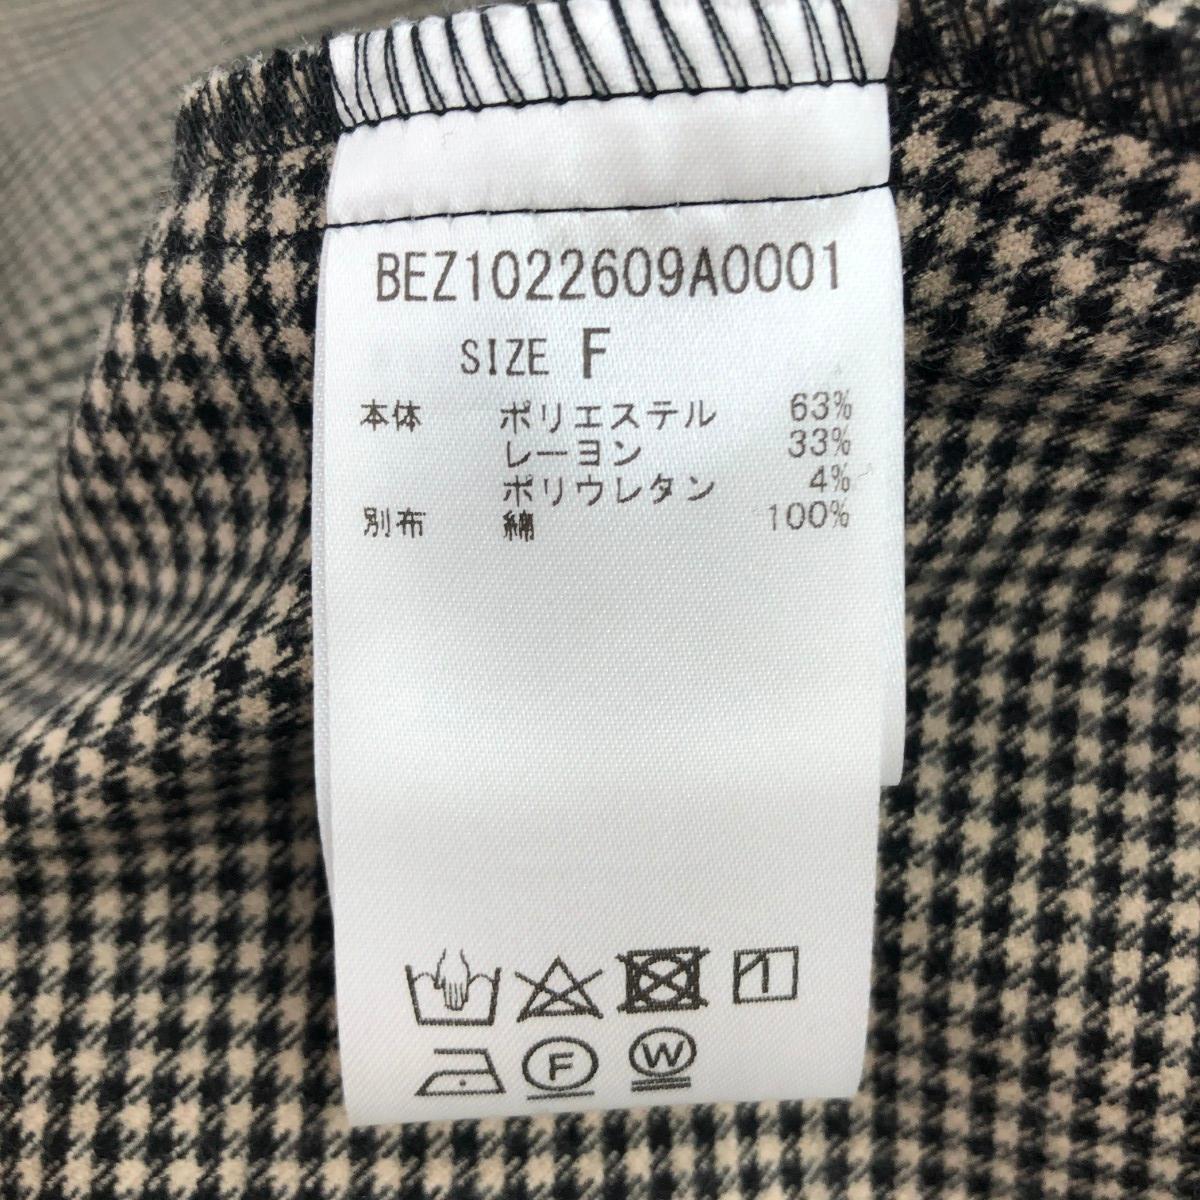 BEZ1022609A0001
SIZE F
本体 ポリエステル 63%
レーヨン 33%
ポリウレタン 4%
別布 綿 100%
F W